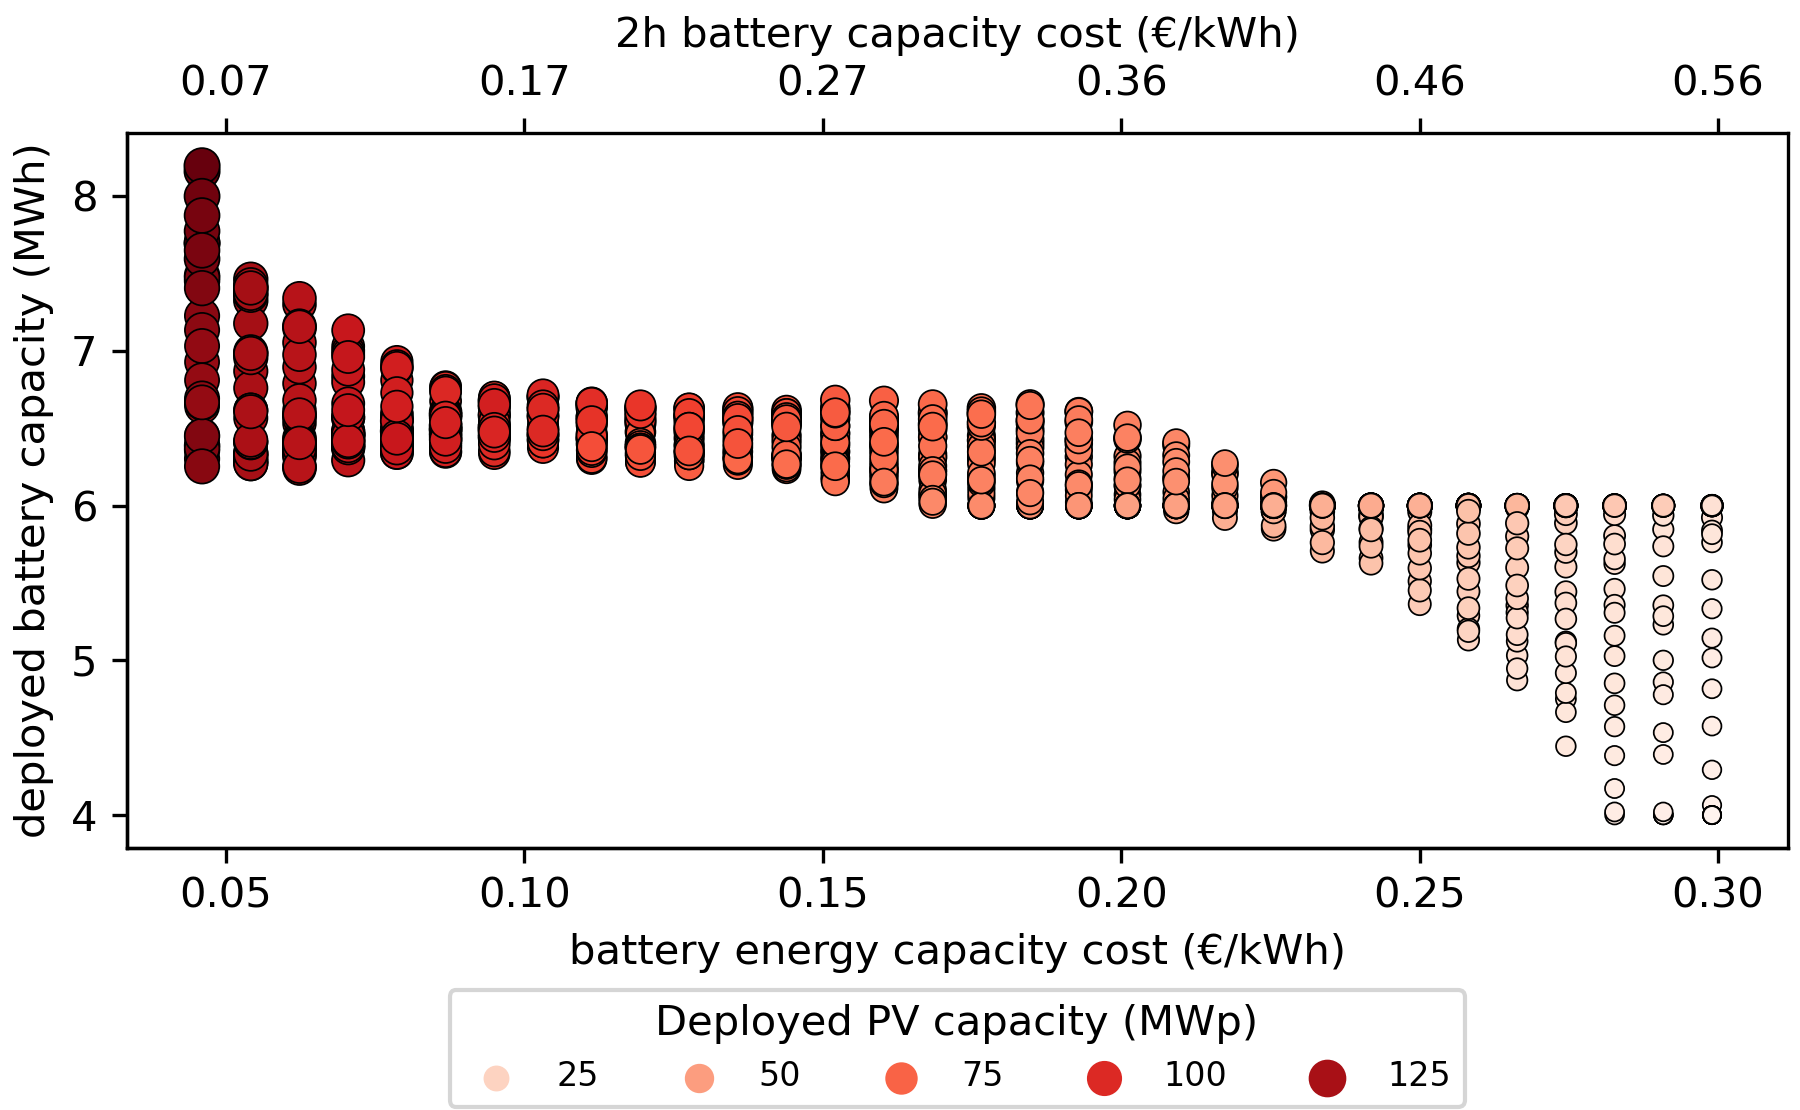 2h battery capacity cost (€/kWh)
0.07 0.17 0.27 0.36 0.46 0.56
deployed battery capacity (MWh)
8
7
6
5
4
0.05 0.10 0.15 0.20 0.25 0.30
battery energy capacity cost (€/kWh)
Deployed PV capacity (MWp)
25 50 75 100 125